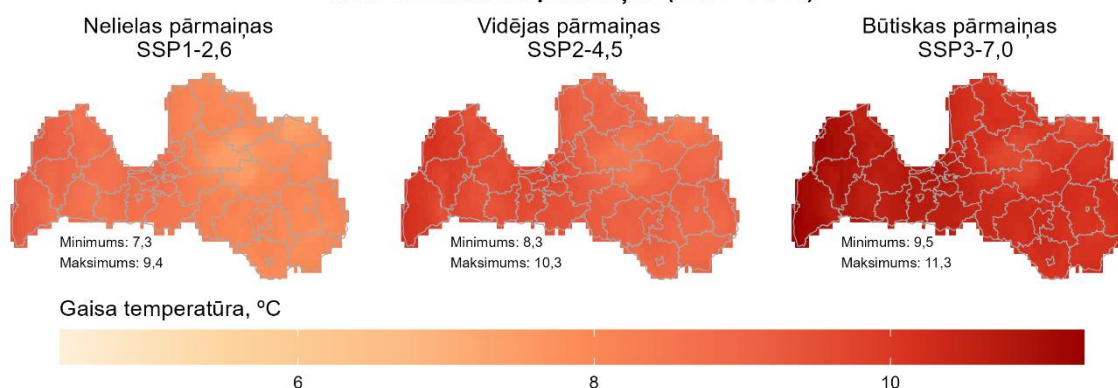 Nelielas pārmaiņas
SSP1-2,6
Vidējas pārmaiņas
SSP2-4,5
Būtiskas pārmaiņas
SSP3-7,0
Minimums: 7,3
Maksimums: 9,4
Minimums: 8,3
Maksimums: 10,3
Minimums: 9,5
Maksimums: 11,3
Gaisa temperatūra, ºC
6 8 10